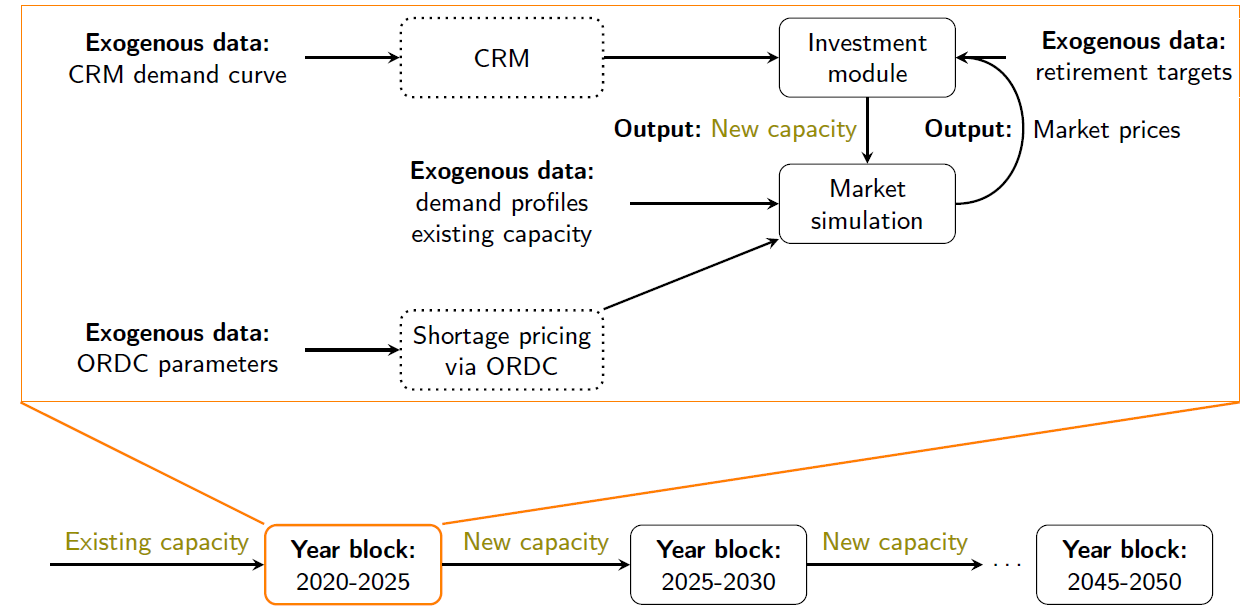 Exogenous data:
CRM demand curve
CRM
Investment
module
Exogenous data:
retirement targets
Output: New capacity
Output: Market prices
Exogenous data:
demand profiles
existing capacity
Market
simulation
Exogenous data:
ORDC parameters
Shortage pricing
via ORDC
Existing capacity
Year block:
2020-2025
New capacity
Year block:
2025-2030
New capacity
...
Year block:
2045-2050